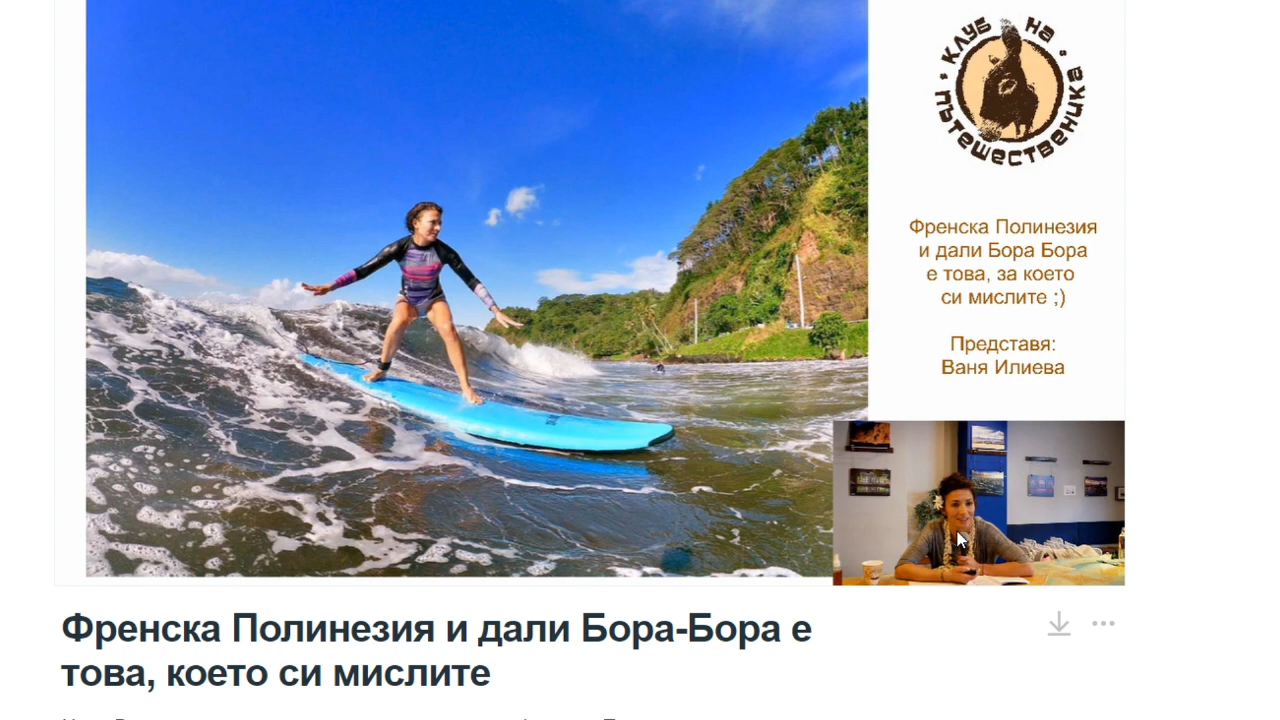 Клуб на
пътешественика
Френска Полинезия
и дали Бора Бора
е това, за което
си мислите ;)
Представя:
Ваня Илиева
Френска Полинезия и дали Бора-Бора е
това, което си мислите